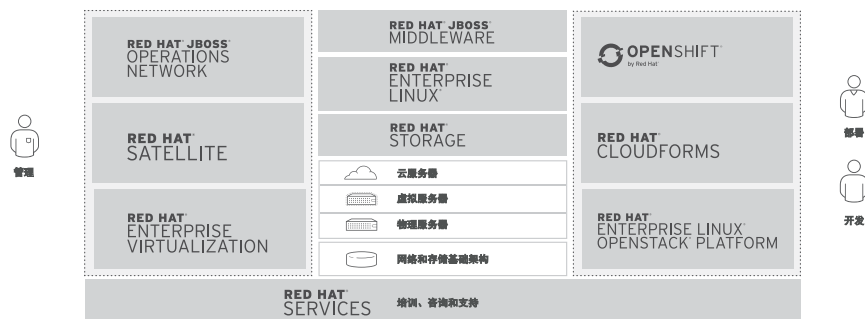 管理
RED HAT® JBOSS®
OPERATIONS
NETWORK
RED HAT®
SATELLITE
RED HAT®
ENTERPRISE
VIRTUALIZATION
RED HAT® JBOSS®
MIDDLEWARE
RED HAT®
ENTERPRISE
LINUX®
RED HAT®
STORAGE
云服务器
虚拟服务器
物理服务器
网络和存储基础架构
OPENSHIFT™
by Red Hat®
RED HAT®
CLOUDFORMS
RED HAT®
ENTERPRISE LINUX®
OPENSTACK® PLATFORM
部署
开发
RED HAT®
SERVICES
培训、咨询和支持